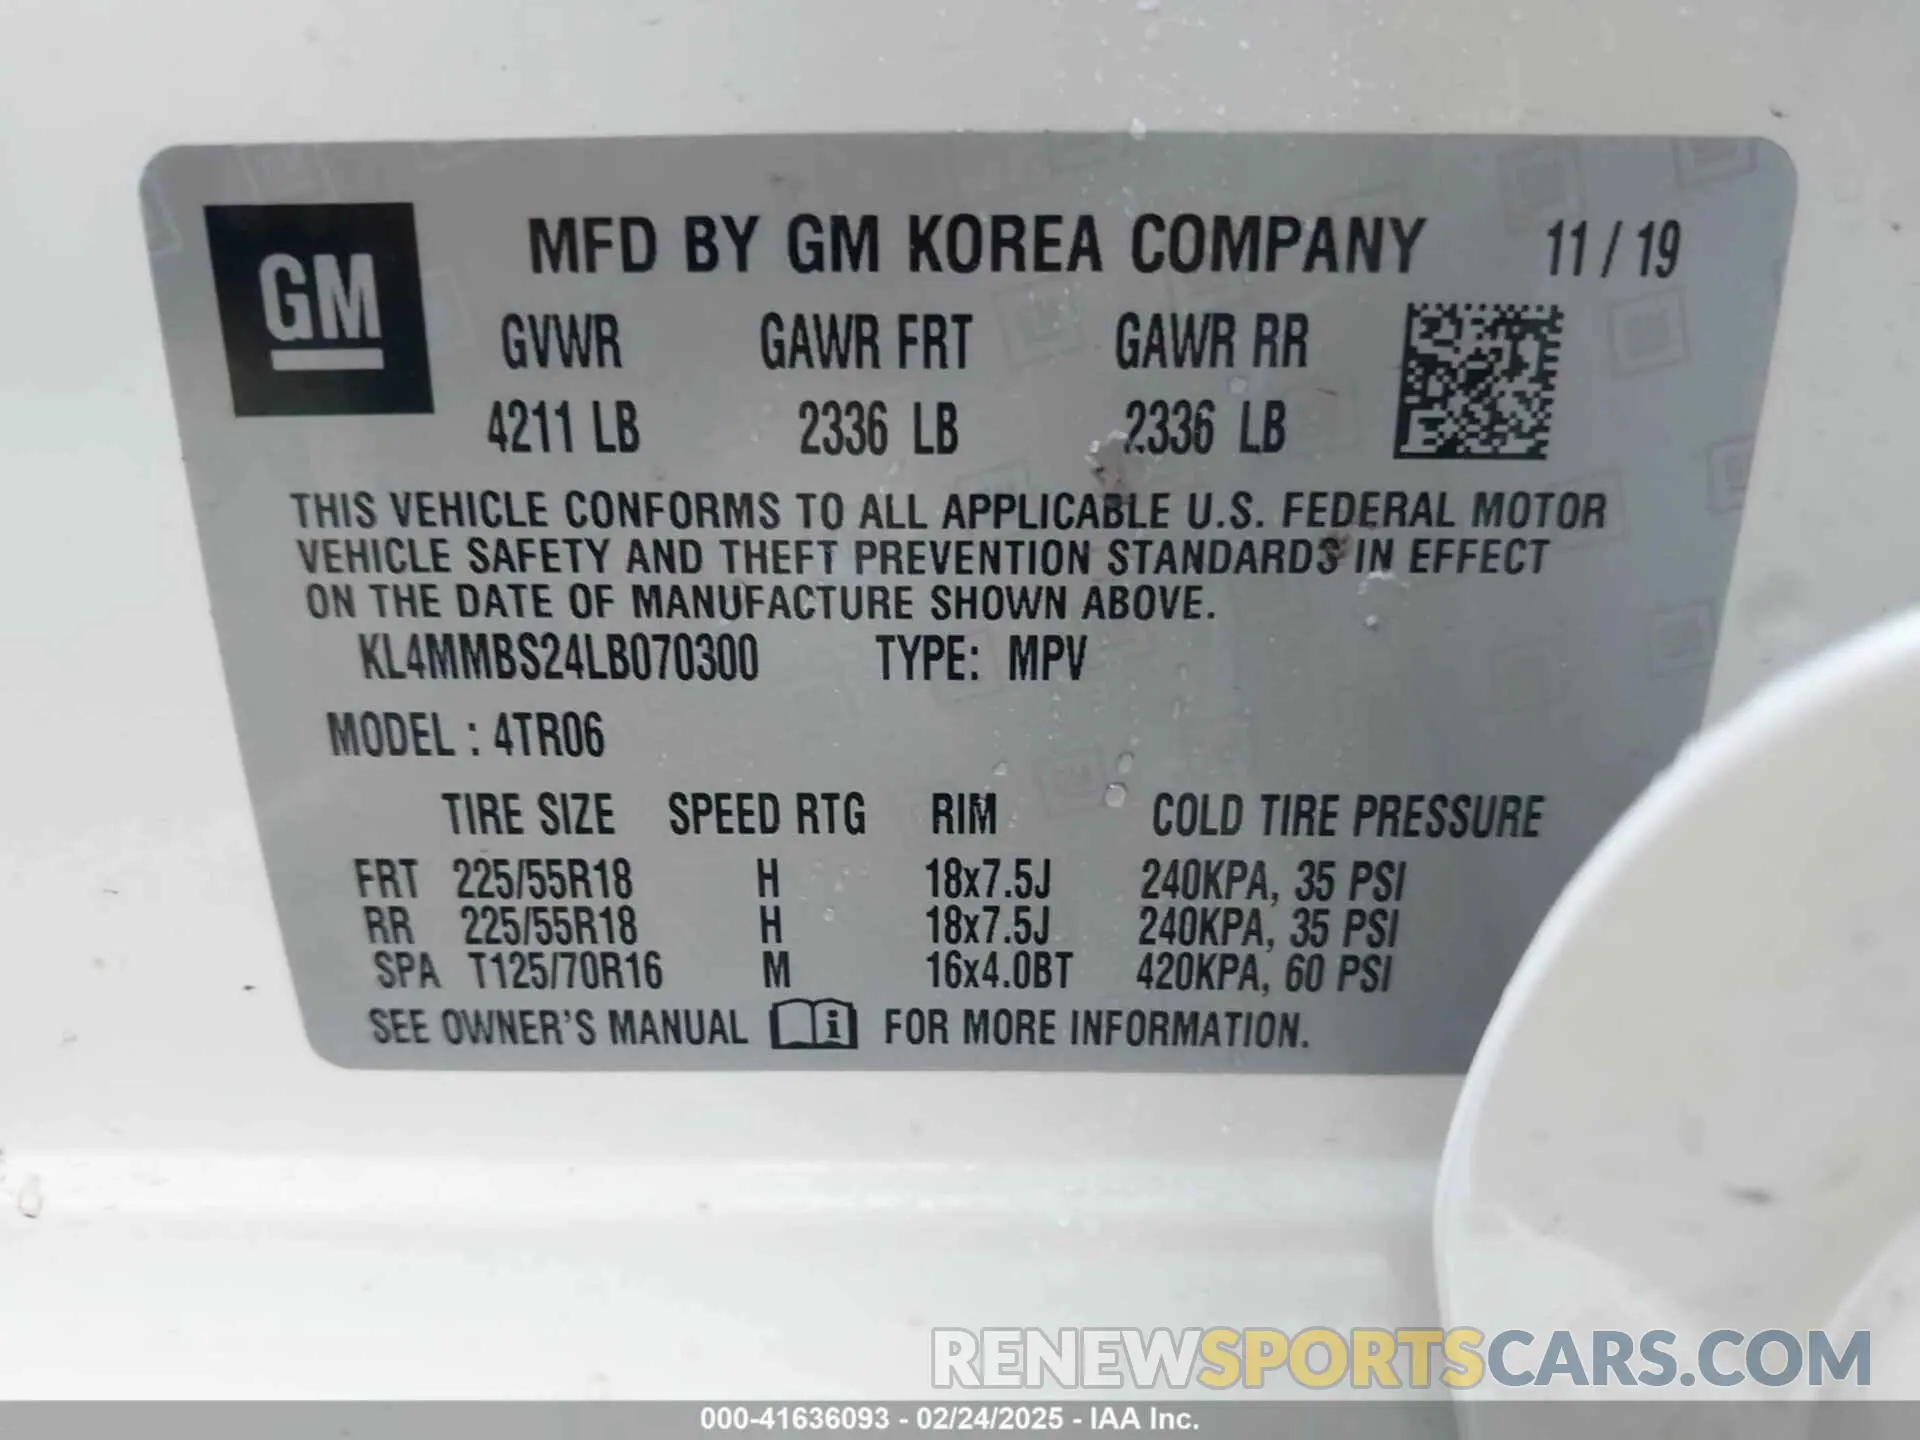 GM
MFD BY GM KOREA COMPANY 11 / 19
GVWR GAWR FRT GAWR RR
4211 LB 2336 LB 2336 LB
THIS VEHICLE CONFORMS TO ALL APPLICABLE U.S. FEDERAL MOTOR
VEHICLE SAFETY AND THEFT PREVENTION STANDARDS IN EFFECT
ON THE DATE OF MANUFACTURE SHOWN ABOVE.
KL4MMBS24LB070300 TYPE: MPV
MODEL : 4TR06
TIRE SIZE SPEED RTG RIM COLD TIRE PRESSURE
FRT 225/55R18 H 18x7.5J 240KPA, 35 PSI
RR 225/55R18 H 18x7.5J 240KPA, 35 PSI
SPA T125/70R16 M 16x4.0BT 420KPA, 60 PSI
SEE OWNER'S MANUAL i FOR MORE INFORMATION.
RENEWSPORTSCARS.COM
000-41636093 - 02/24/2025 - IAA Inc.